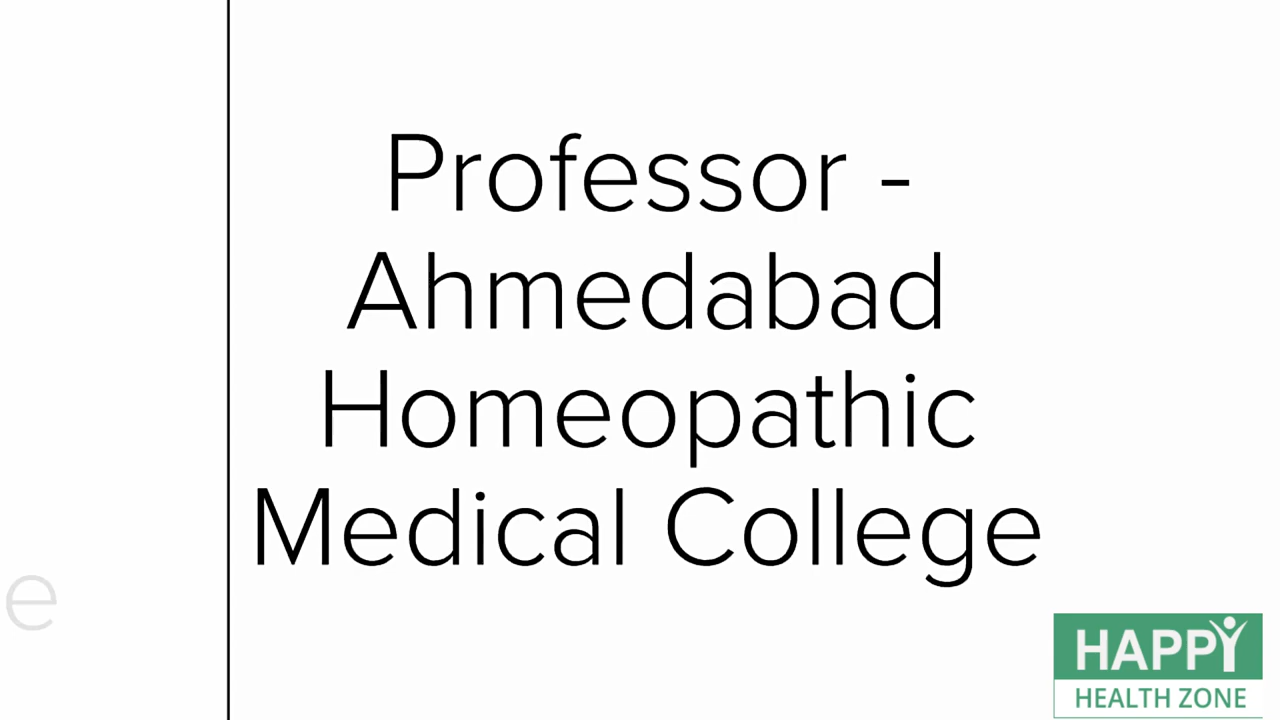 Professor -
Ahmedabad
Homeopathic
Medical College
e
HAPPY
HEALTH ZONE